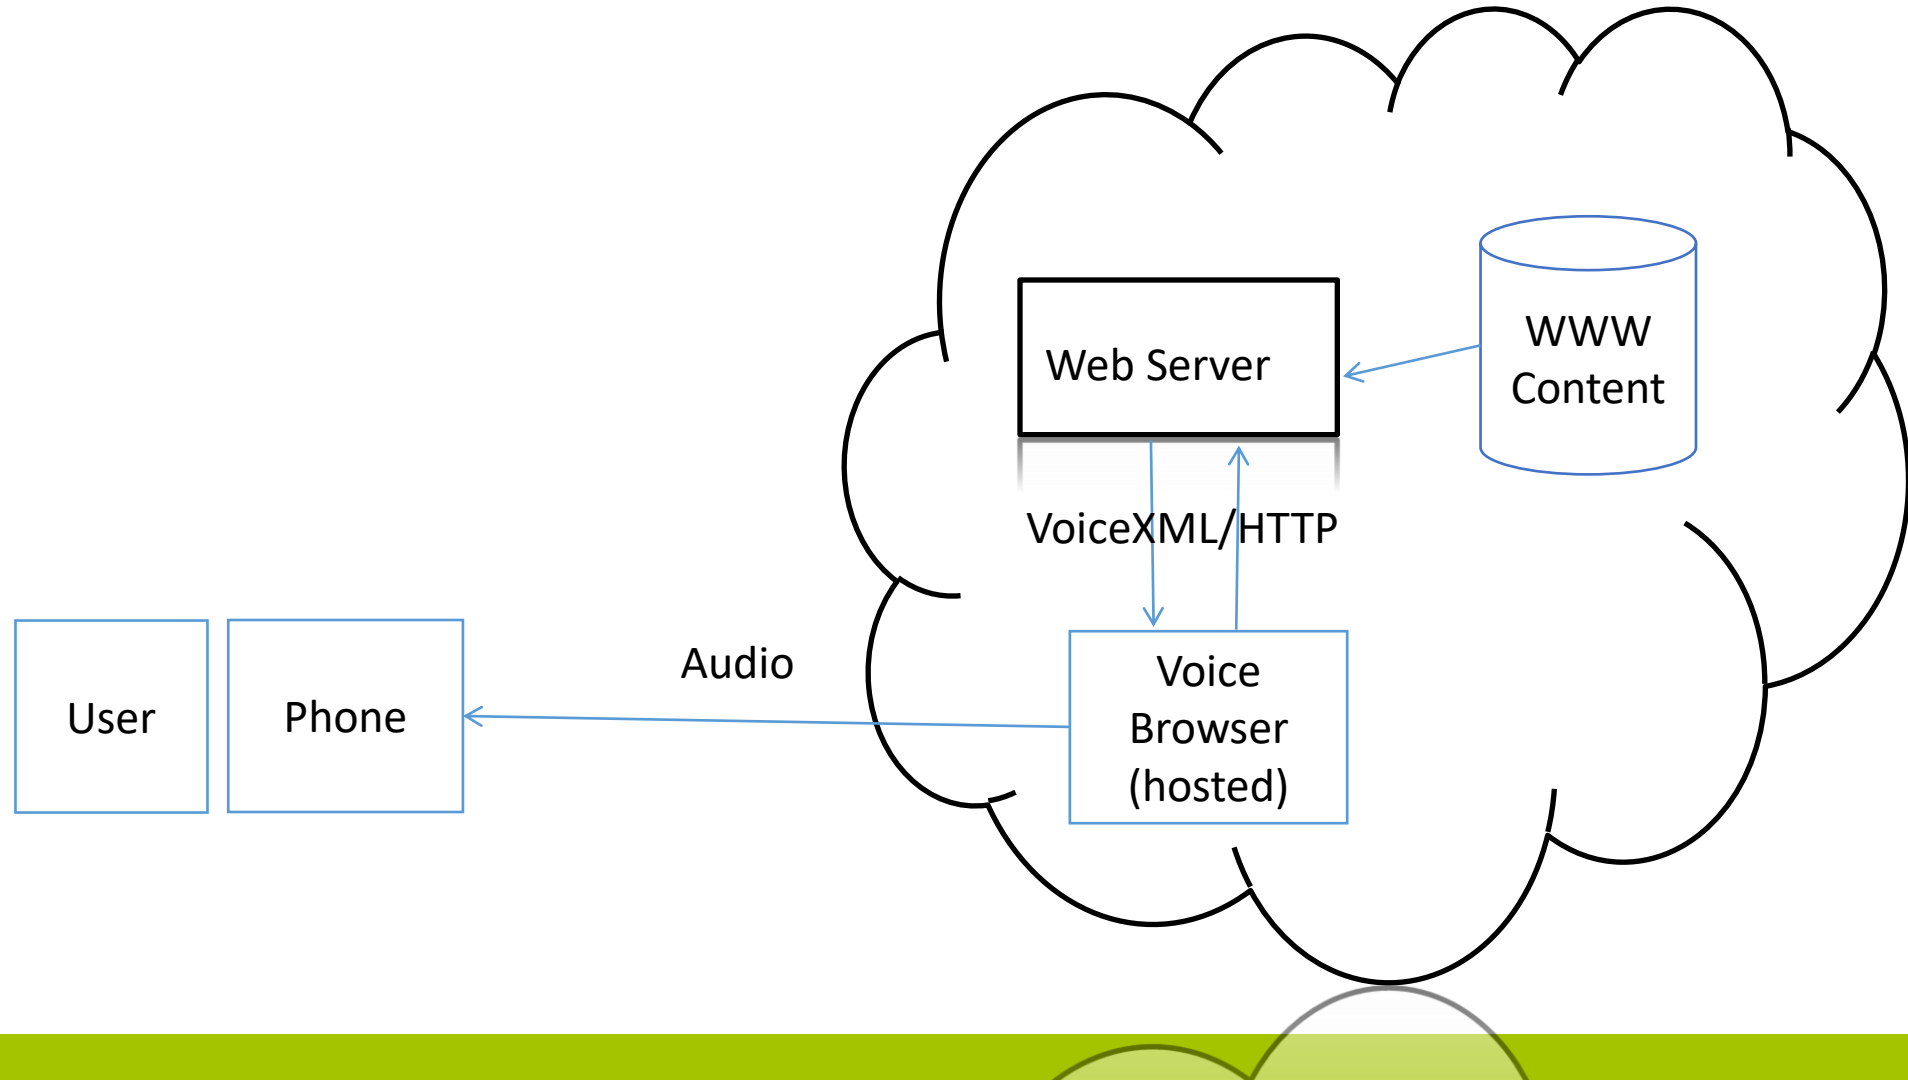 WWW
Content
Web Server
VoiceXML/HTTP
Audio
Voice
Browser
(hosted)
User
Phone